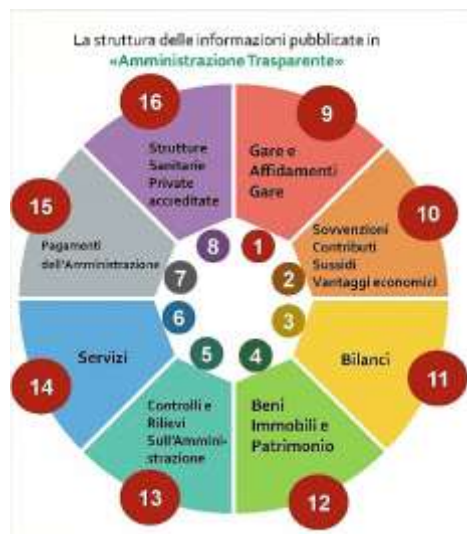 La struttura delle informazioni pubblicate in
«Amministrazione Trasparente»
16
9
Strutture
Sanitarie
Private
accreditate
Gare e
Affidamenti
Gare
15
10
Pagamenti
dell'Amministrazione
Sovvenzioni
Contributi
Sussidi
Vantaggi economici
8
1
7
2
6
3
5
4
Servizi
Bilanci
14
11
Controlli e
Rilievi
Sull'Ammini-
strazione
Beni
Immobili e
Patrimonio
13
12